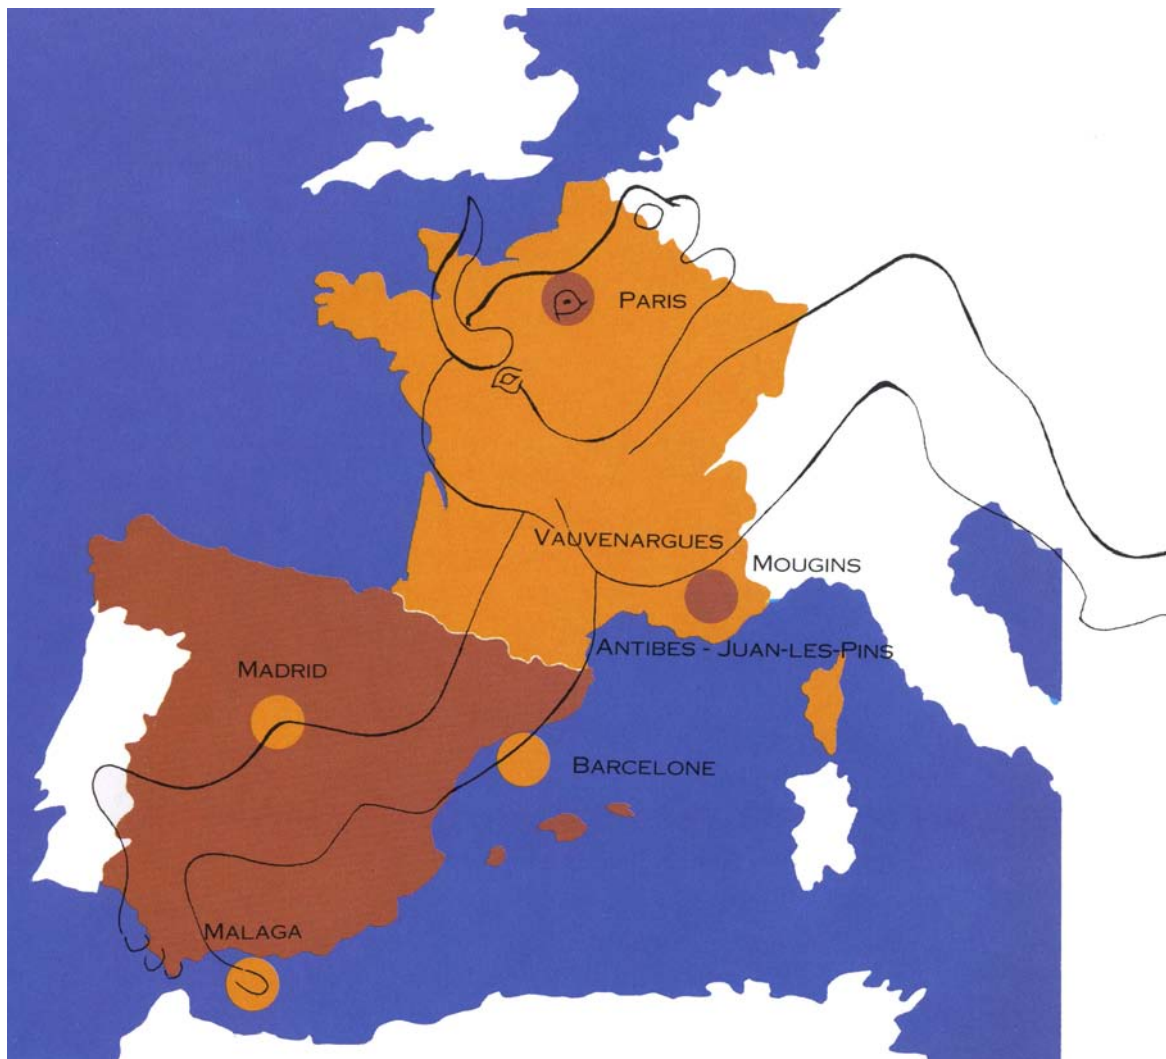 PARIS
VAUVENARGUES
MOUGINS
ANTIBES - JUAN-LES-PINS
MADRID
BARCELONE
MALAGA